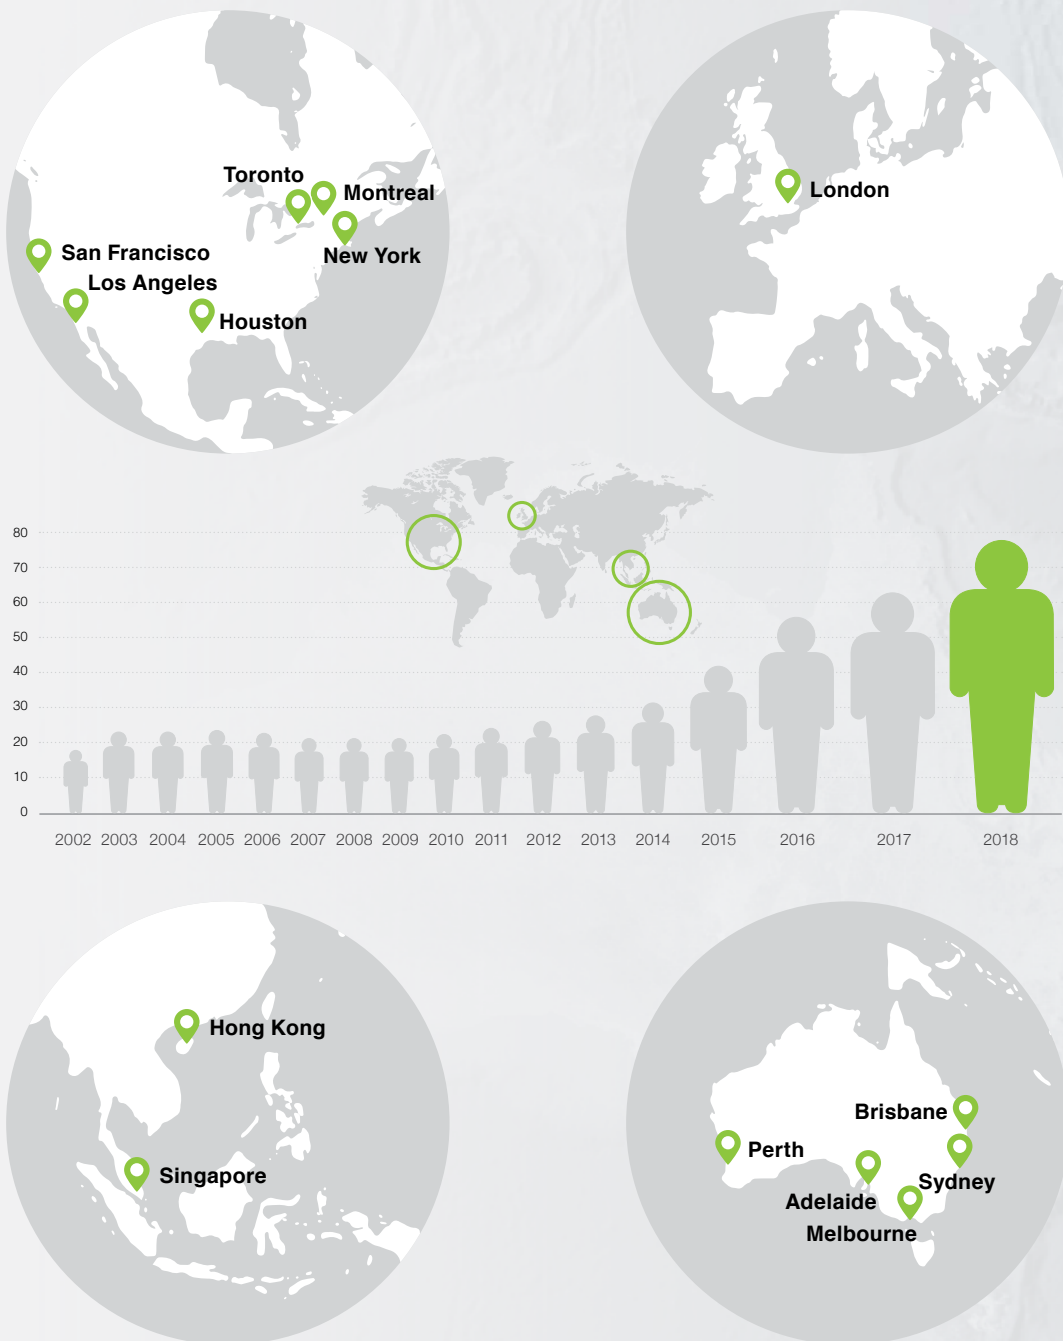 Toronto
Montreal
New York
San Francisco
Los Angeles
Houston
London
80
70
60
50
40
30
20
10
0
2002 2003 2004 2005 2006 2007 2008 2009 2010 2011 2012 2013 2014 2015 2016 2017 2018
Hong Kong
Singapore
Brisbane
Perth
Sydney
Adelaide
Melbourne